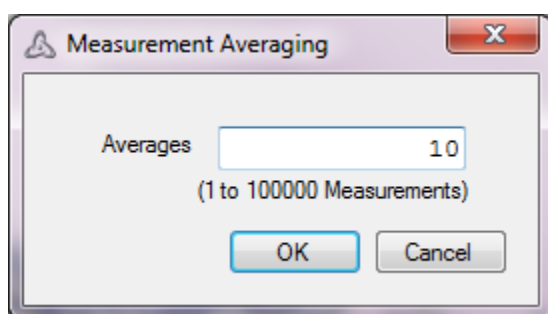 Measurement Averaging
Averages 10
(1 to 100000 Measurements)
OK Cancel